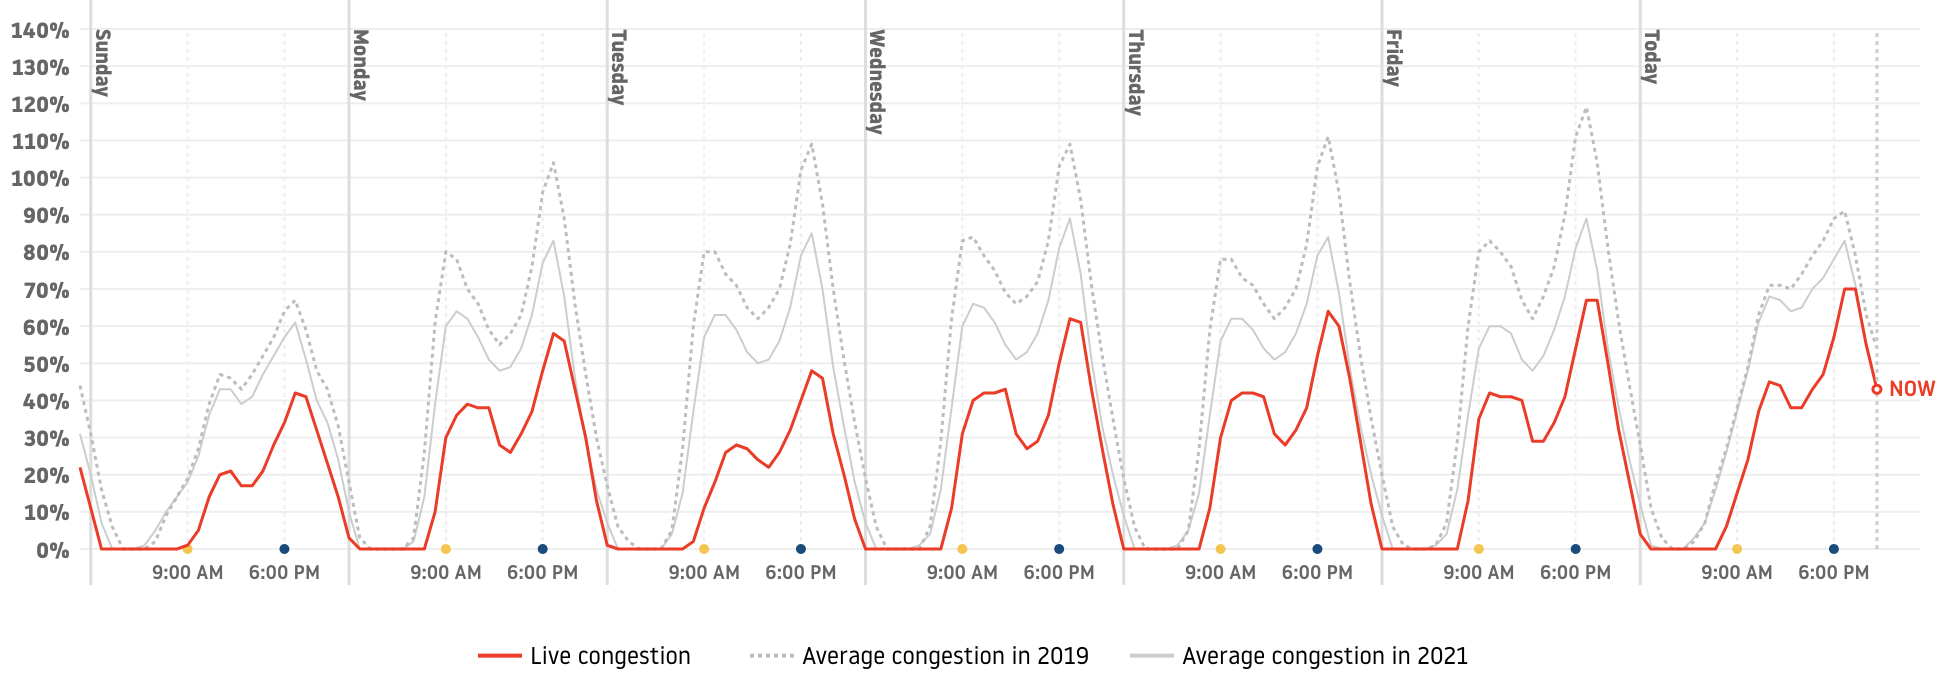 140%
130%
120%
110%
100%
90%
80%
70%
60%
50%
40%
30%
20%
10%
0%
Sunday
Monday
Tuesday
Wednesday
Thursday
Friday
Today
NOW
9:00 AM 6:00 PM 9:00 AM 6:00 PM 9:00 AM 6:00 PM 9:00 AM 6:00 PM 9:00 AM 6:00 PM 9:00 AM 6:00 PM 9:00 AM 6:00 PM
Live congestion Average congestion in 2019 Average congestion in 2021